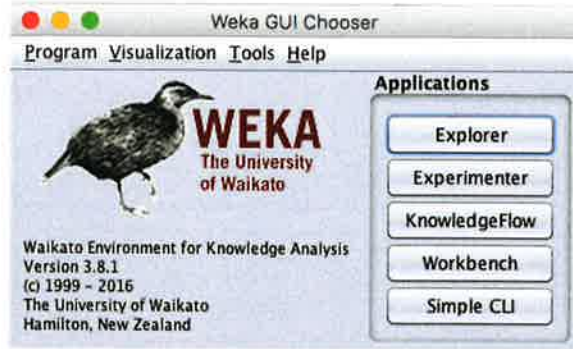 Weka GUI Chooser
Program Visualization Tools Help
WEKA
The University
of Waikato
Waikato Environment for Knowledge Analysis
Version 3.8.1
(c) 1999 - 2016
The University of Waikato
Hamilton, New Zealand
Applications
Explorer
Experimenter
KnowledgeFlow
Workbench
Simple CLI